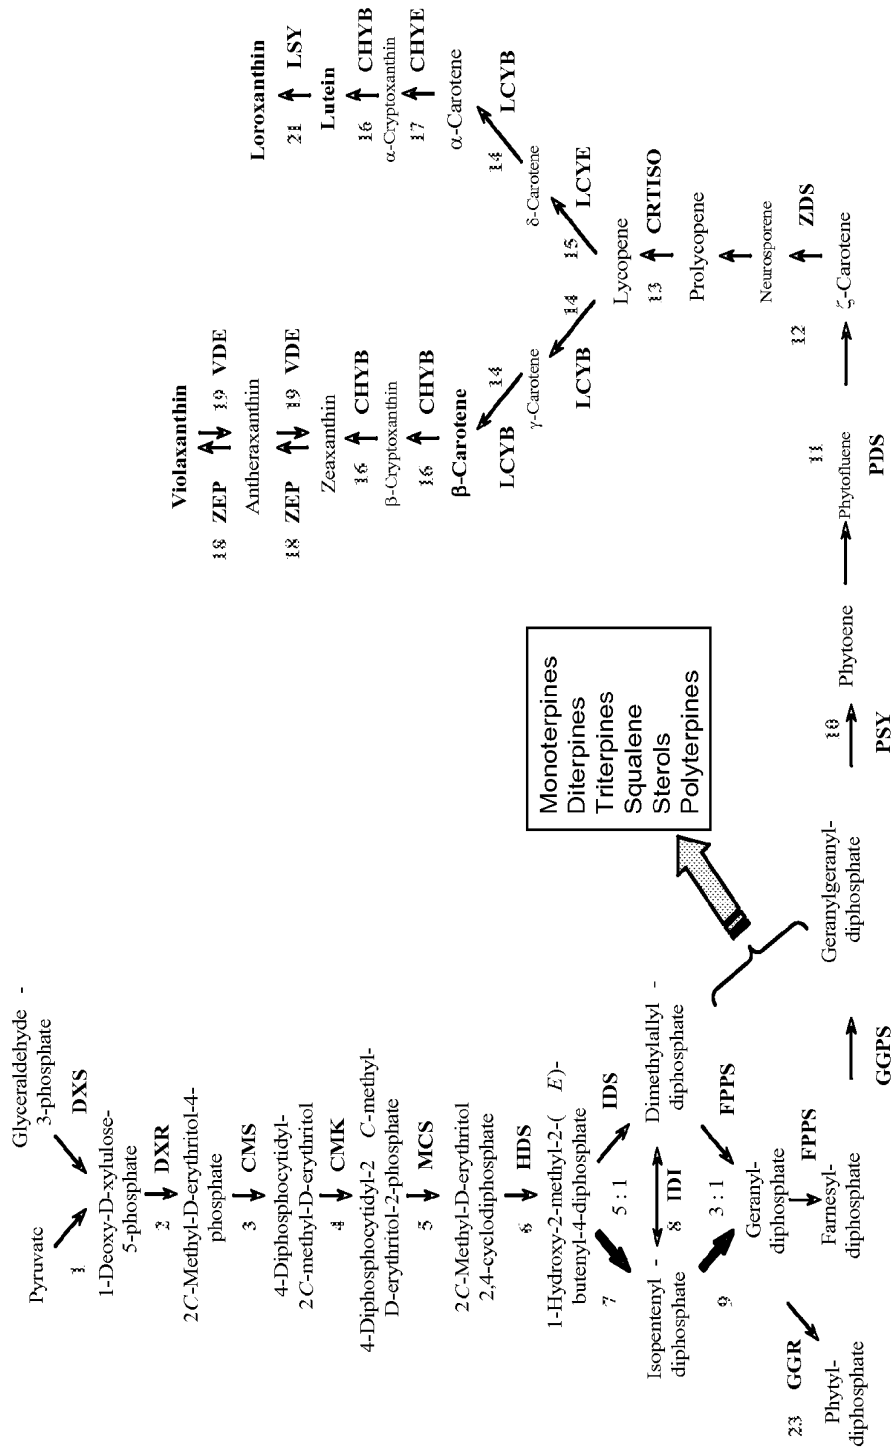 Glyceraldehyde -
3-phosphate
Pyruvate
1
DXS
1-Deoxy-D-xylulose-
5-phosphate
2
DXR
2C-Methyl-D-erythritol-4-
phosphate
3
CMS
4-Diphosphocytidyl-
2C-methyl-D-erythritol
4
CMK
4-Diphosphocytidyl-2 C-methyl-
D-erythritol-2-phosphate
5
MCS
2C-Methyl-D-erythritol
2,4-cyclodiphosphate
6
HDS
1-Hydroxy-2-methyl-2-( E)-
butenyl-4-diphosphate
7
5 : 1
IDS
Isopentenyl -
diphosphate
8
IDI
Dimethylallyl -
diphosphate
9
3 : 1
FPPS
Geranyl-
diphosphate
FPPS
23
GGR
Phytyl-
diphosphate
Farnesyl-
diphosphate
GGPS
Geranylgeranyl-
diphosphate
Monoterpines
Diterpines
Triterpines
Squalene
Sterols
Polyterpines
10
PSY
Phytoene
Phytofluene
11
PDS
ζ-Carotene
12
ZDS
Neurosporene
Prolycopene
13
CRTISO
Lycopene
14
LCYB
γ-Carotene
14
LCYB
β-Carotene
16
CHYB
β-Cryptoxanthin
16
CHYB
Zeaxanthin
18
ZEP
19
VDE
Antheraxanthin
18
ZEP
19
VDE
Violaxanthin
15
LCYE
δ-Carotene
14
LCYB
α-Carotene
17
CHYE
α-Cryptoxanthin
16
CHYB
Lutein
21
LSY
Loroxanthin